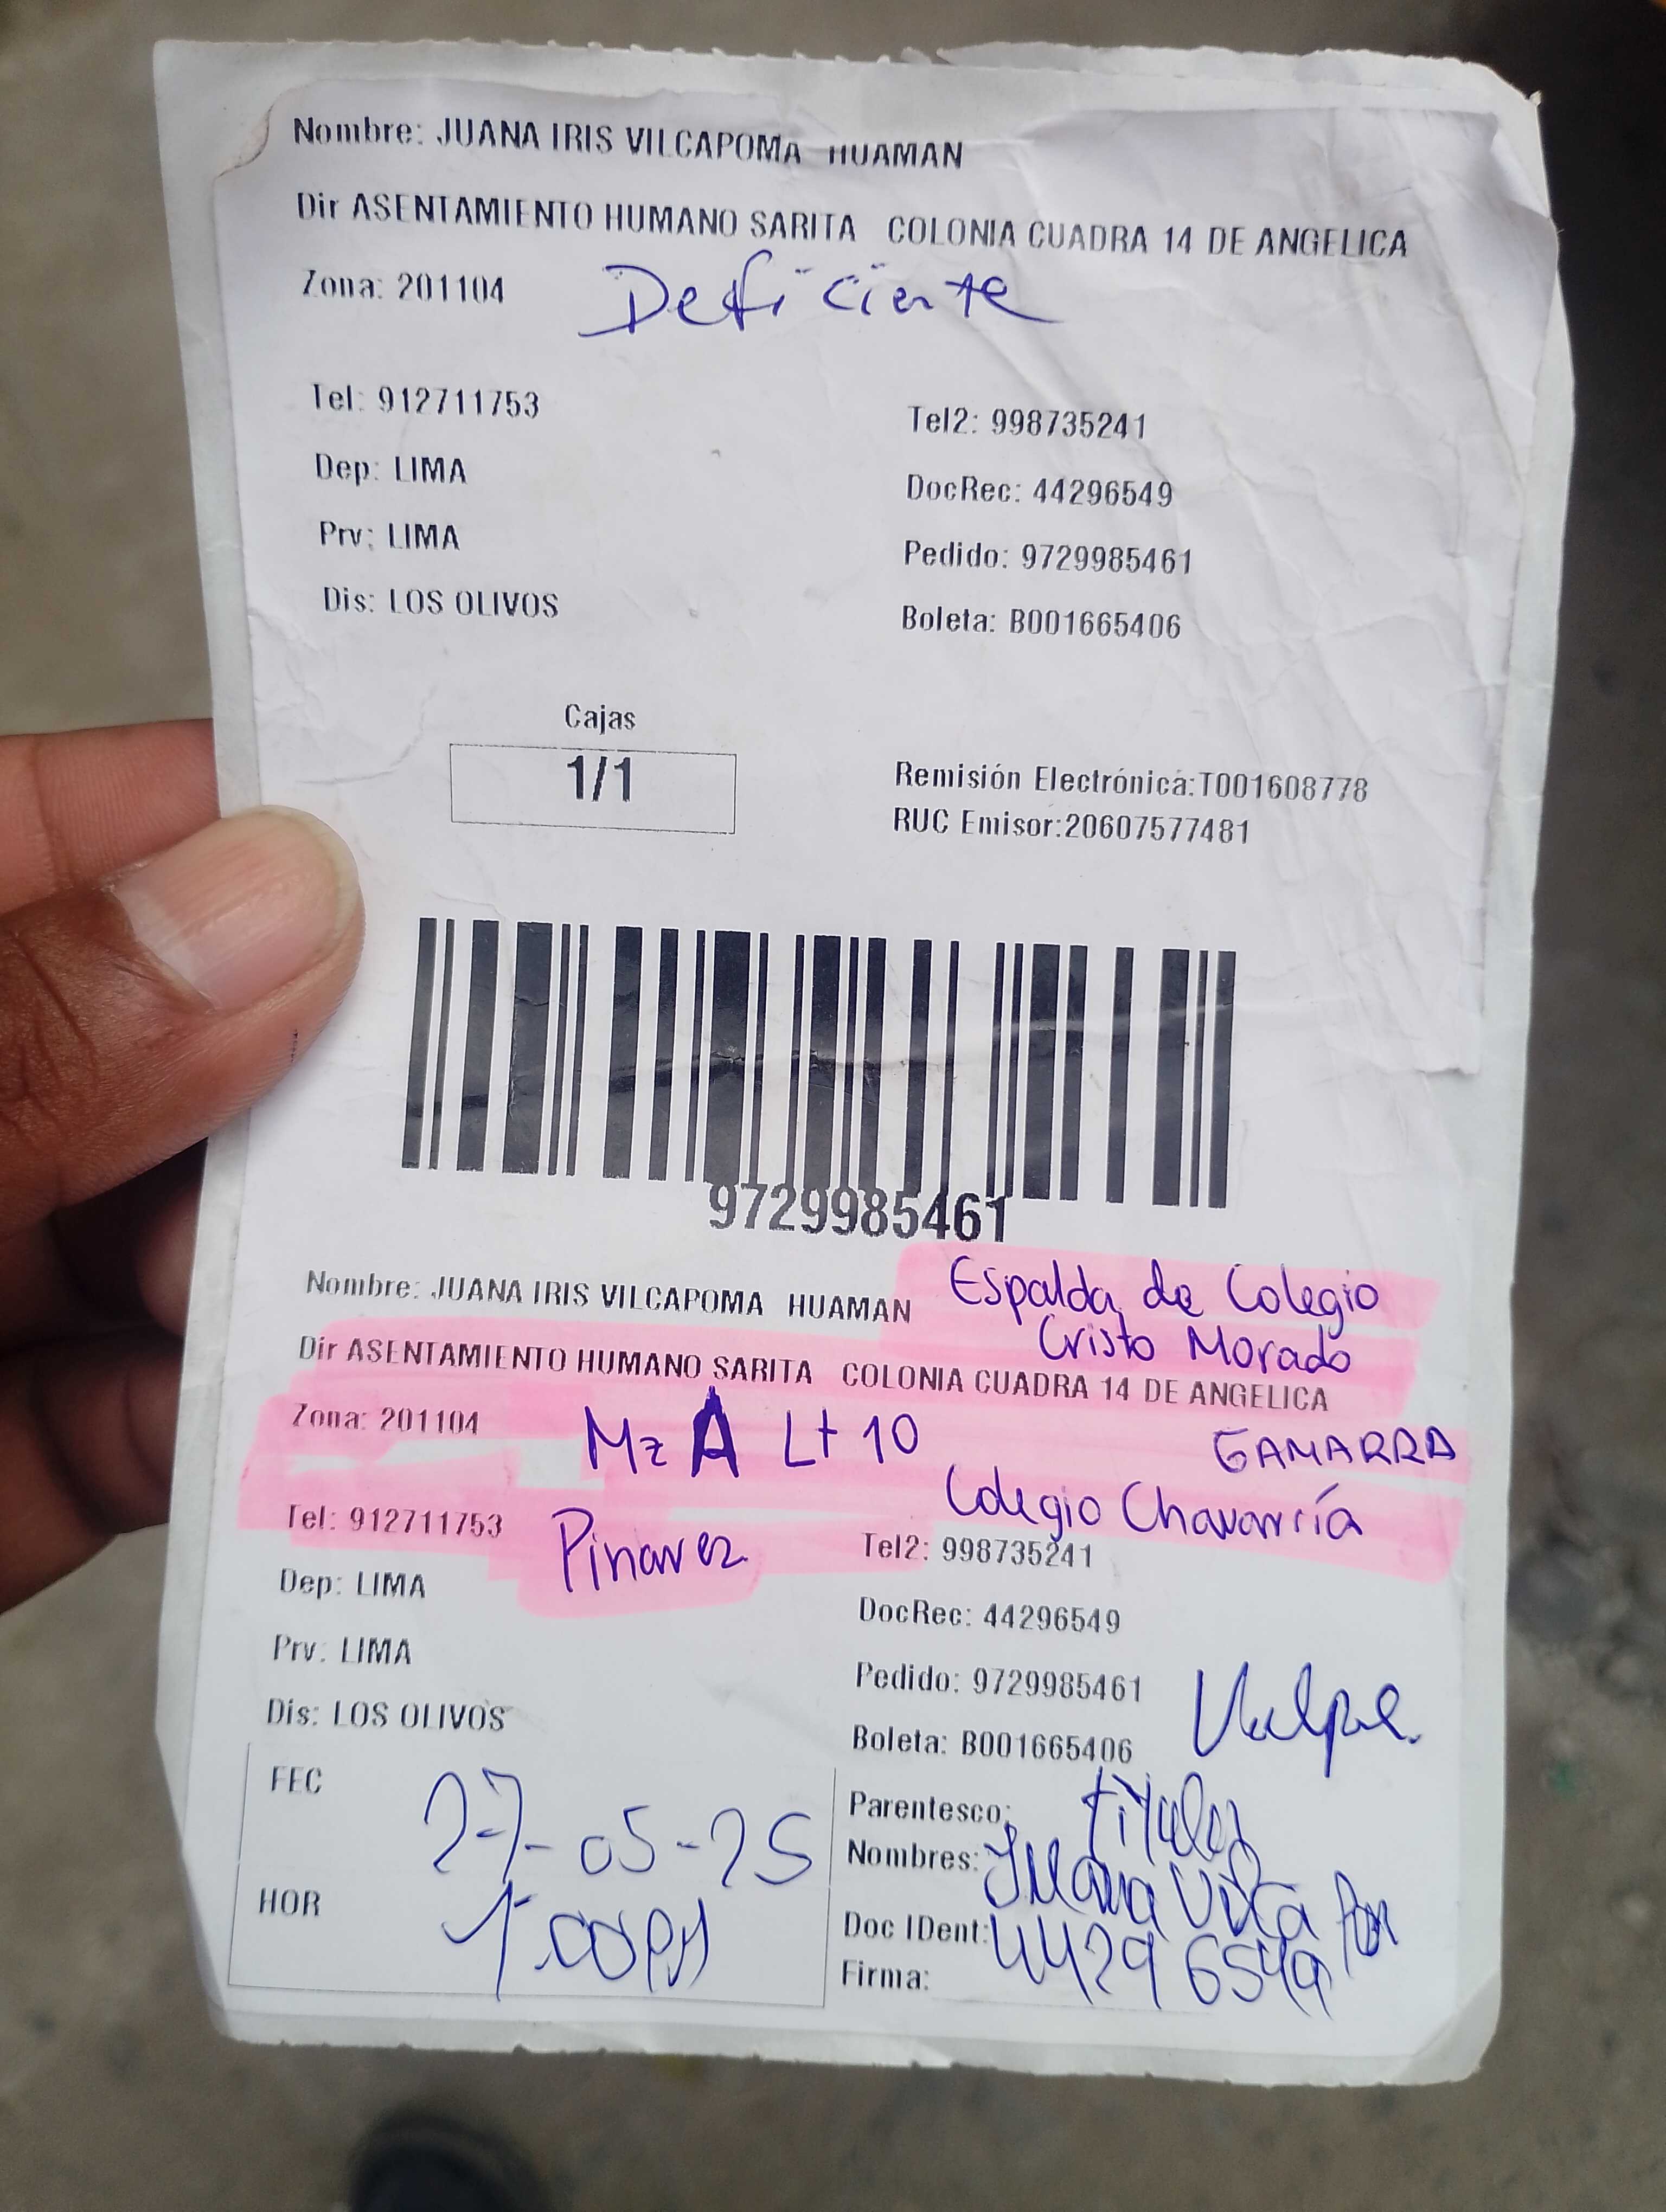 Nombre: JUANA IRIS VILCAPOMA HUAMAN
Dir ASENTAMIENTO HUMANO SARITA COLONIA CUADRA 14 DE ANGELICA
Zona: 201104 Deficiente
Tel: 912711753 Tel2: 998735241
Dep: LIMA DocRec: 44296549
Prv: LIMA Pedido: 9729985461
Dis: LOS OLIVOS Boleta: B001665406
Cajas
1/1
Remisión Electrónica:T001608778
RUC Emisor:20607577481
9729985461
Espalda de Colegio
Nombre: JUANA IRIS VILCAPOMA HUAMAN
Cristo Morado
Dir ASENTAMIENTO HUMANO SARITA COLONIA CUADRA 14 DE ANGELICA
Zona: 201104 Mz A Lt 10 GAMARRA
Colegio Chavarría
Tel: 912711753 Tel2: 998735241
Dep: LIMA DocRec: 44296549
Prv: LIMA Pedido: 9729985461
Dis: LOS OLIVOS Boleta: B001665406
FEC 27-05-25
Parentesco: titular
Nombres: Juana
HOR 1:00PM
Doc IDent: 44296549
Firma: